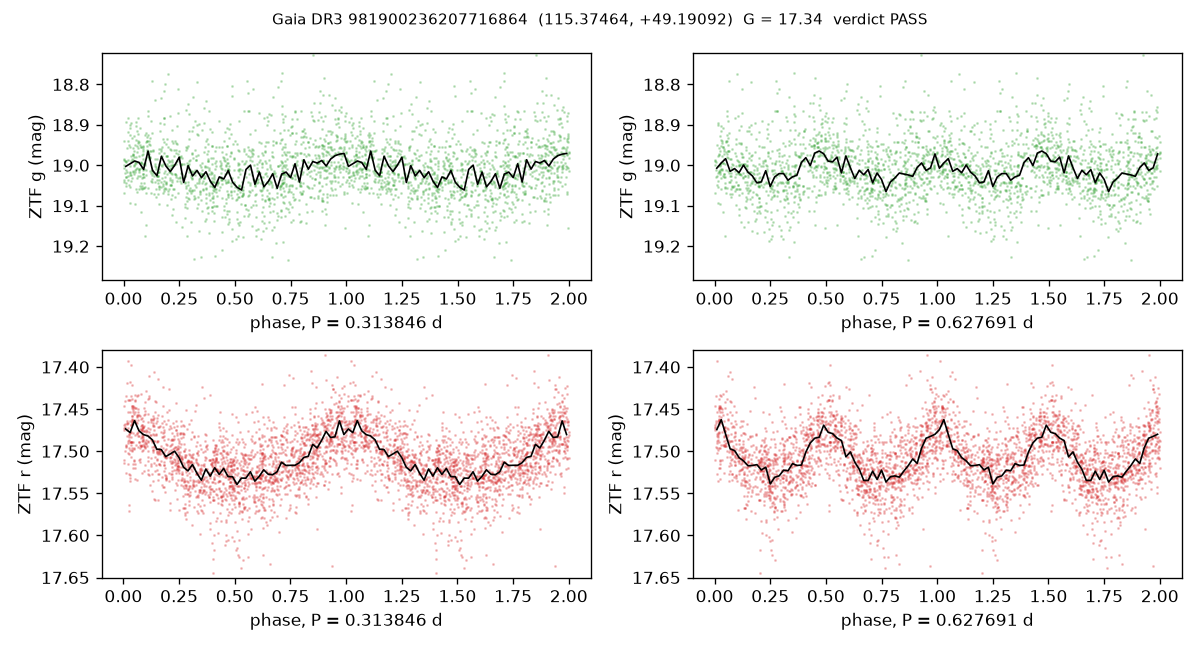 Gaia DR3 981900236207716864 (115.37464, +49.19092) G = 17.34 verdict PASS
ZTF g (mag)
18.8
18.9
19.0
19.1
19.2
0.00 0.25 0.50 0.75 1.00 1.25 1.50 1.75 2.00
phase, P = 0.313846 d
ZTF g (mag)
18.8
18.9
19.0
19.1
19.2
0.00 0.25 0.50 0.75 1.00 1.25 1.50 1.75 2.00
phase, P = 0.627691 d
ZTF r (mag)
17.40
17.45
17.50
17.55
17.60
17.65
0.00 0.25 0.50 0.75 1.00 1.25 1.50 1.75 2.00
phase, P = 0.313846 d
ZTF r (mag)
17.40
17.45
17.50
17.55
17.60
17.65
0.00 0.25 0.50 0.75 1.00 1.25 1.50 1.75 2.00
phase, P = 0.627691 d